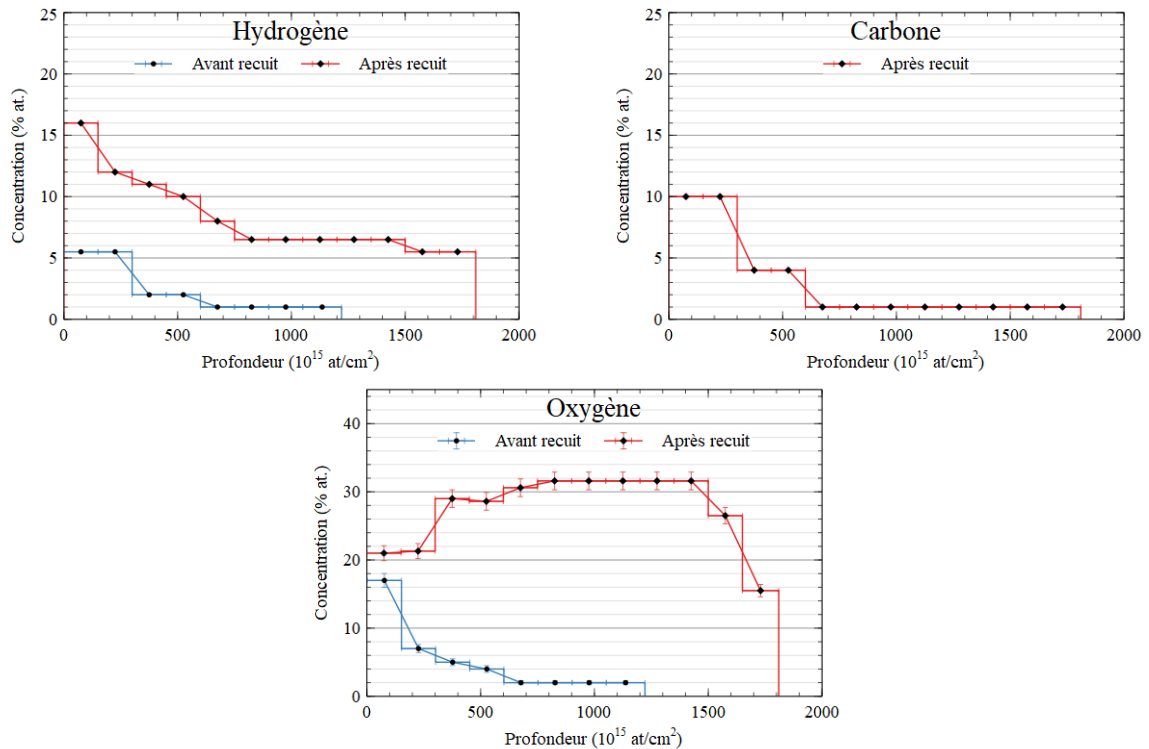 Hydrogène
Avant recuit Après recuit
25
20
15
10
5
0
Concentration (% at.)
0 500 1000 1500 2000
Profondeur (10¹⁵ at/cm²)
Carbone
Après recuit
25
20
15
10
5
0
Concentration (% at.)
0 500 1000 1500 2000
Profondeur (10¹⁵ at/cm²)
Oxygène
Avant recuit Après recuit
40
30
20
10
0
Concentration (% at.)
0 500 1000 1500 2000
Profondeur (10¹⁵ at/cm²)